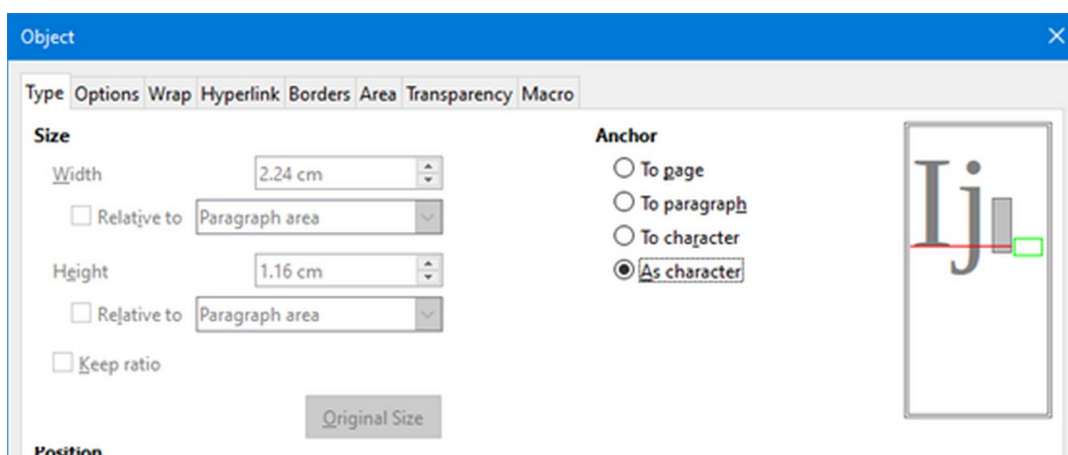 Object
Type Options Wrap Hyperlink Borders Area Transparency Macro
Size
Width 2.24 cm
Relative to Paragraph area
Height 1.16 cm
Relative to Paragraph area
Keep ratio
Original Size
Position
Anchor
To page
To paragraph
To character
As character
Ij